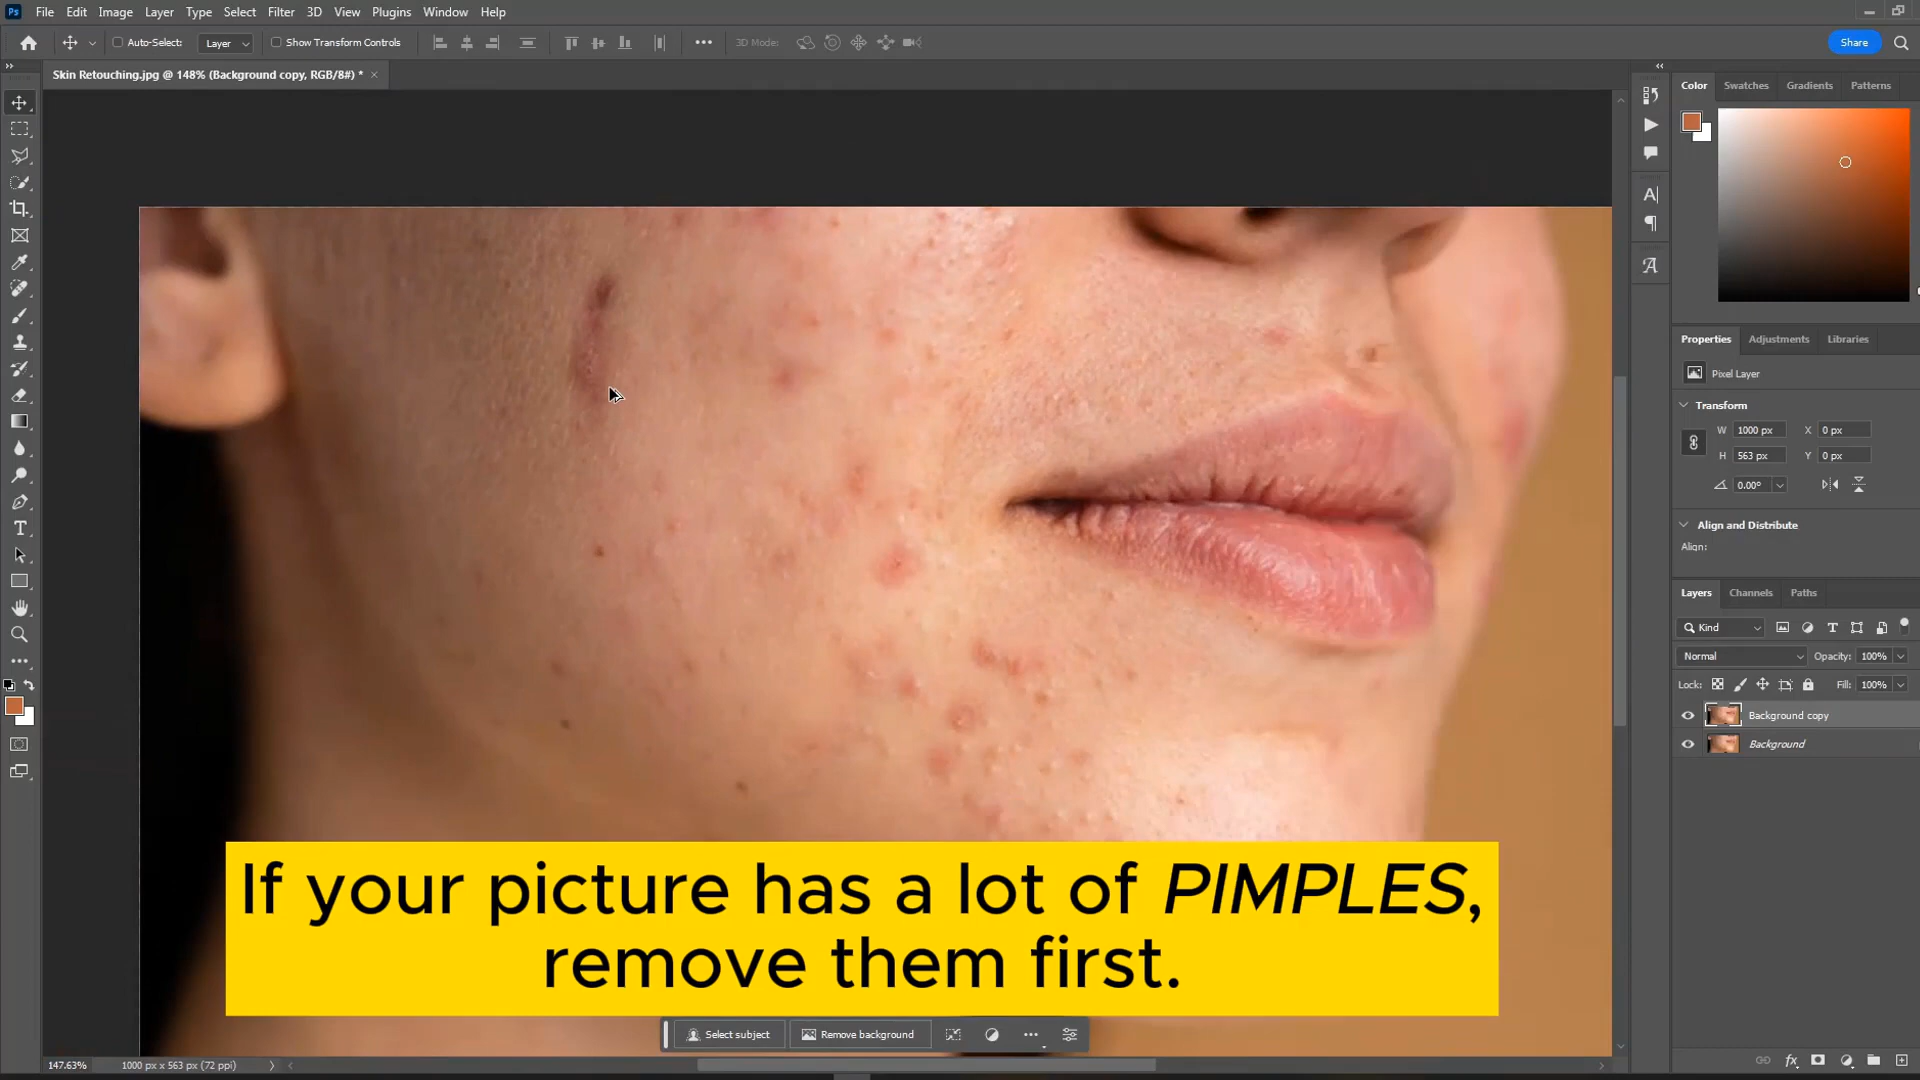 Ps File Edit Image Layer Type Select Filter 3D View Plugins Window Help
Auto-Select: Layer Show Transform Controls 3D Mode: Share
Skin Retouching.jpg @ 148% (Background copy, RGB/8#) *
Color Swatches Gradients Patterns
Properties Adjustments Libraries
Pixel Layer
Transform
W 1000 px X 0 px
H 563 px Y 0 px
0.00°
Align and Distribute
Align:
Layers Channels Paths
Kind
Normal Opacity: 100%
Lock: Fill: 100%
Background copy
Background
If your picture has a lot of PIMPLES,
remove them first.
Select subject Remove background
147.63% 1000 px x 563 px (72 ppi)